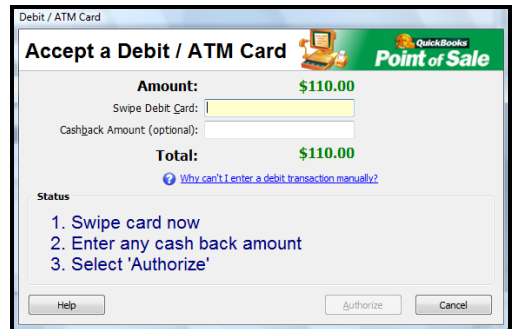 Debit / ATM Card
Accept a Debit / ATM Card
QuickBooks
Point of Sale
Amount: $110.00
Swipe Debit Card:
Cashback Amount (optional):
Total: $110.00
Why can't I enter a debit transaction manually?
Status
1. Swipe card now
2. Enter any cash back amount
3. Select 'Authorize'
Help Authorize Cancel